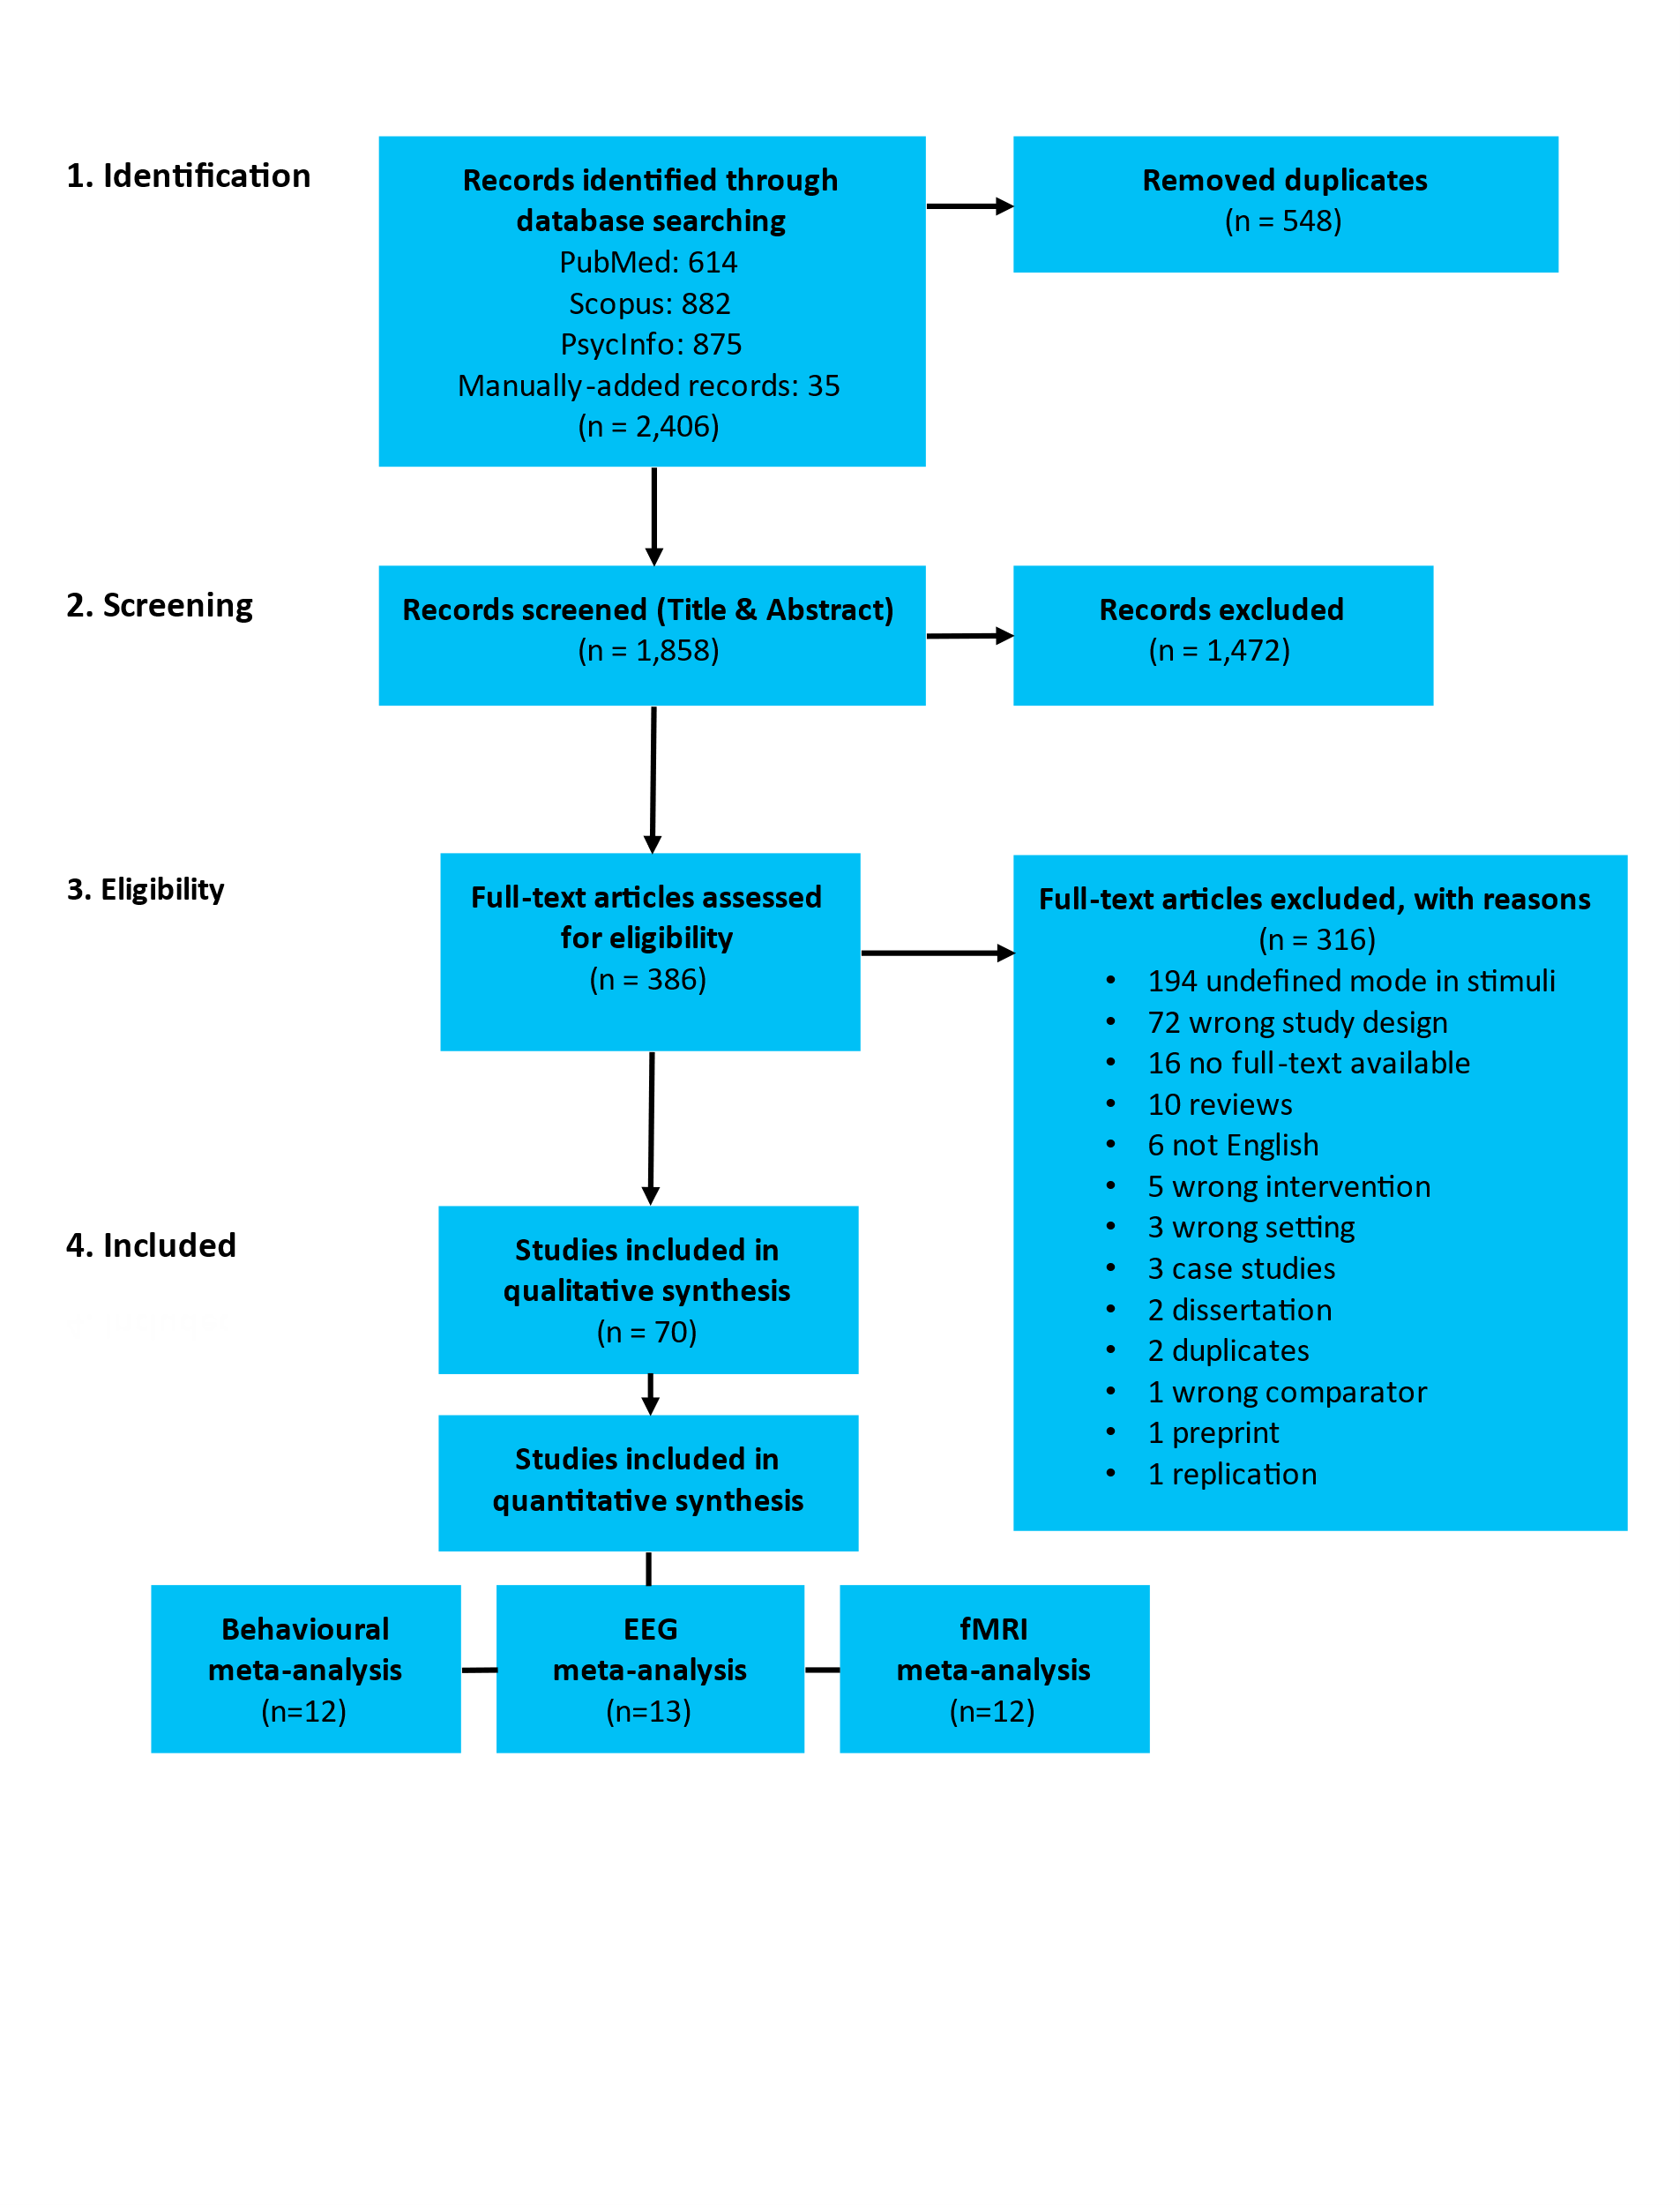 1. Identification
Records identified through
database searching
PubMed: 614
Scopus: 882
PsycInfo: 875
Manually-added records: 35
(n = 2,406)
Removed duplicates
(n = 548)
2. Screening
Records screened (Title & Abstract)
(n = 1,858)
Records excluded
(n = 1,472)
3. Eligibility
Full-text articles assessed
for eligibility
(n = 386)
Full-text articles excluded, with reasons
(n = 316)
• 194 undefined mode in stimuli
• 72 wrong study design
• 16 no full-text available
• 10 reviews
• 6 not English
• 5 wrong intervention
• 3 wrong setting
• 3 case studies
• 2 dissertation
• 2 duplicates
• 1 wrong comparator
• 1 preprint
• 1 replication
4. Included
Studies included in
qualitative synthesis
(n = 70)
Studies included in
quantitative synthesis
Behavioural
meta-analysis
(n=12)
EEG
meta-analysis
(n=13)
fMRI
meta-analysis
(n=12)